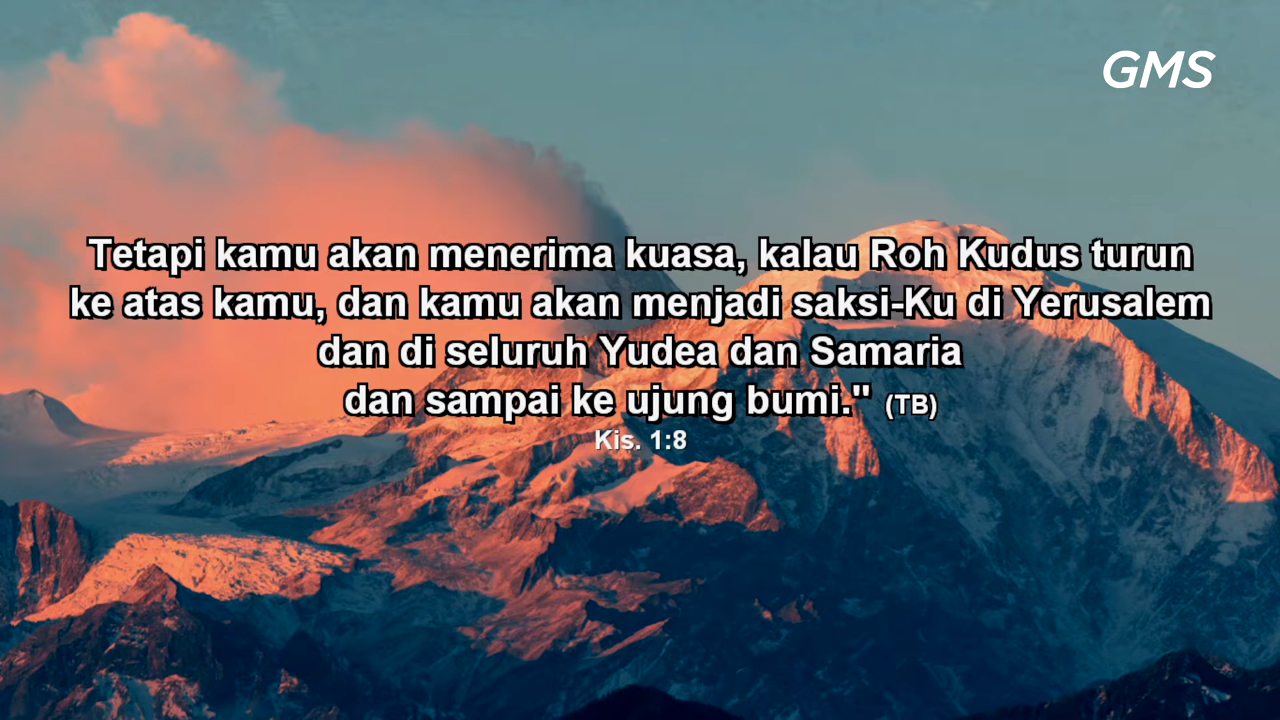 GMS
Tetapi kamu akan menerima kuasa, kalau Roh Kudus turun
ke atas kamu, dan kamu akan menjadi saksi-Ku di Yerusalem
dan di seluruh Yudea dan Samaria
dan sampai ke ujung bumi." (TB)
Kis. 1:8